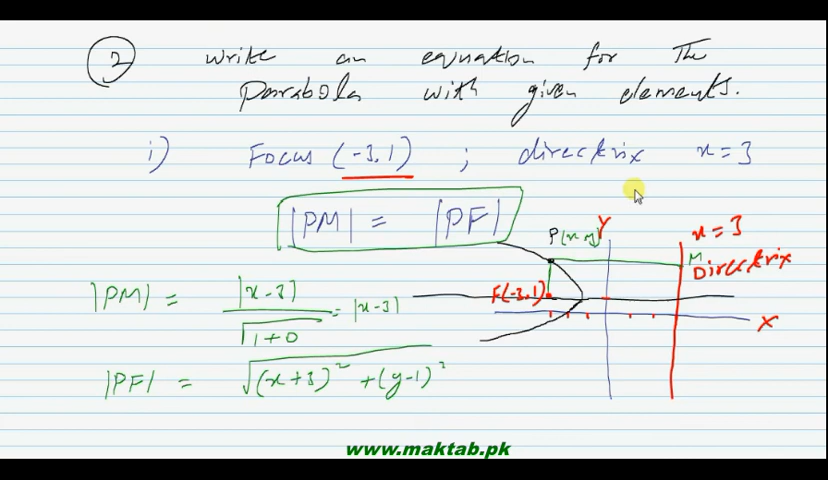 2 write an equation for The
Parabola with given elements.
i) Focus (-3,1) ; directrix x = 3
|PM| = |PF|
P(x,y) Y x = 3
M Directrix
F(-3,1)
X
|PM| = |x-3| / √1+0 = |x-3|
|PF| = √(x+3)² + (y-1)²
www.maktab.pk